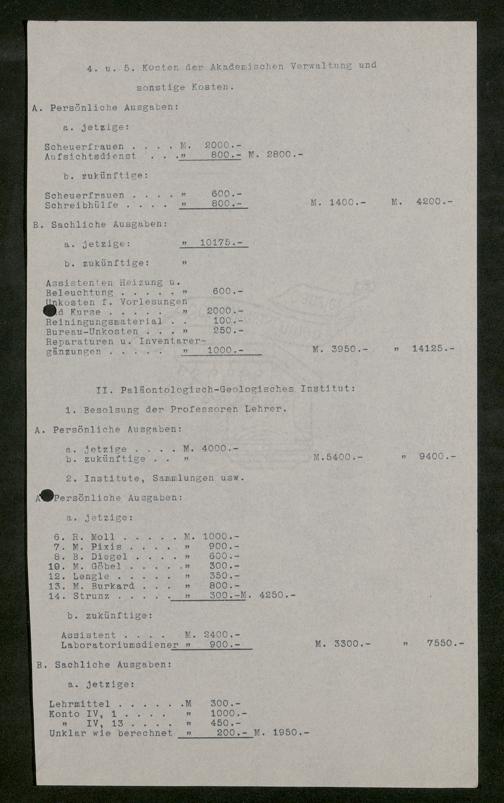 4. u. 5. Kosten der Akademischen Verwaltung und
sonstige Kosten.
A. Persönliche Ausgaben:
a. jetzige:
Scheuerfrauen . . . . M. 2000.-
Aufsichtsdienst . . ." 800.- M. 2800.-
b. zukünftige:
Scheuerfrauen . . . . " 600.-
Schreibhülfe . . . . " 800.- M. 1400.- M. 4200.-
B. Sachliche Ausgaben:
a. jetzige: " 10175.-
b. zukünftige: "
Assistenten Heizung u.
Beleuchtung . . . . . " 600.-
Unkosten f. Vorlesungen
d Kurse . . . . . " 2000.-
Reiningungsmaterial . . 100.-
Bureau-Unkosten . . . " 250.-
Reparaturen u. Inventarer-
gänzungen . . . . . " 1000.- M. 3950.- " 14125.-
II. Paläontologisch-Geologisches Institut:
1. Besolsung der Professoren Lehrer.
A. Persönliche Ausgaben:
a. jetzige . . . . M. 4000.-
b. zukünftige . . " M.5400.- " 9400.-
2. Institute, Sammlungen usw.
A Persönliche Ausgaben:
a. jetzige:
6. R. Moll . . . . . M. 1000.-
7. M. Pixis . . . . " 900.-
8. B. Diegel . . . . " 600.-
10. M. Göbel . . . . ." 300.-
12. Lengle . . . . . " 350.-
13. M. Burkard . . . " 800.-
14. Strunz . . . . . " 300.-M. 4250.-
b. zukünftige:
Assistent . . . . M. 2400.-
Laboratoriumsdiener " 900.- M. 3300.- " 7550.-
B. Sachliche Ausgaben:
a. jetzige:
Lehrmittel . . . . . .M 300.-
Konto IV, 1 . . . . " 1000.-
" IV, 13 . . . . " 450.-
Unklar wie berechnet " 200.- M. 1950.-